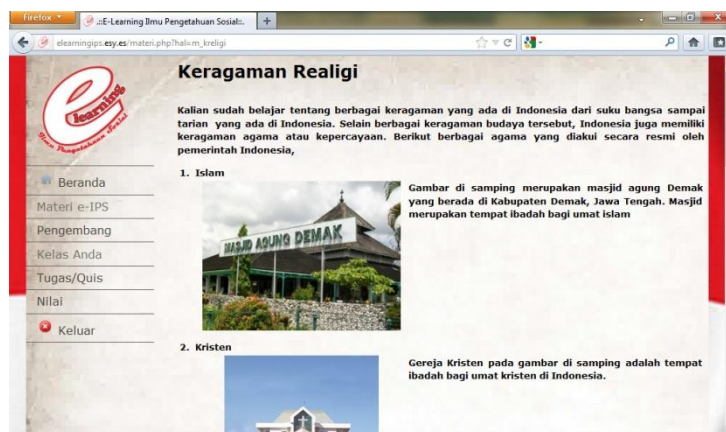 Firefox
.::E-Learning Ilmu Pengetahuan Sosial::.
elearningips.esy.es/materi.php?hal=m_kreligi
e
learning
Ilmu Pengetahuan Sosial
Beranda
Materi e-IPS
Pengembang
Kelas Anda
Tugas/Quis
Nilai
Keluar
Keragaman Realigi
Kalian sudah belajar tentang berbagai keragaman yang ada di Indonesia dari suku bangsa sampai
tarian yang ada di Indonesia. Selain berbagai keragaman budaya tersebut, Indonesia juga memiliki
keragaman agama atau kepercayaan. Berikut berbagai agama yang diakui secara resmi oleh
pemerintah Indonesia,
1. Islam
MASJID AGUNG DEMAK
Gambar di samping merupakan masjid agung Demak
yang berada di Kabupaten Demak, Jawa Tengah. Masjid
merupakan tempat ibadah bagi umat islam
2. Kristen
Gereja Kristen pada gambar di samping adalah tempat
ibadah bagi umat kristen di Indonesia.